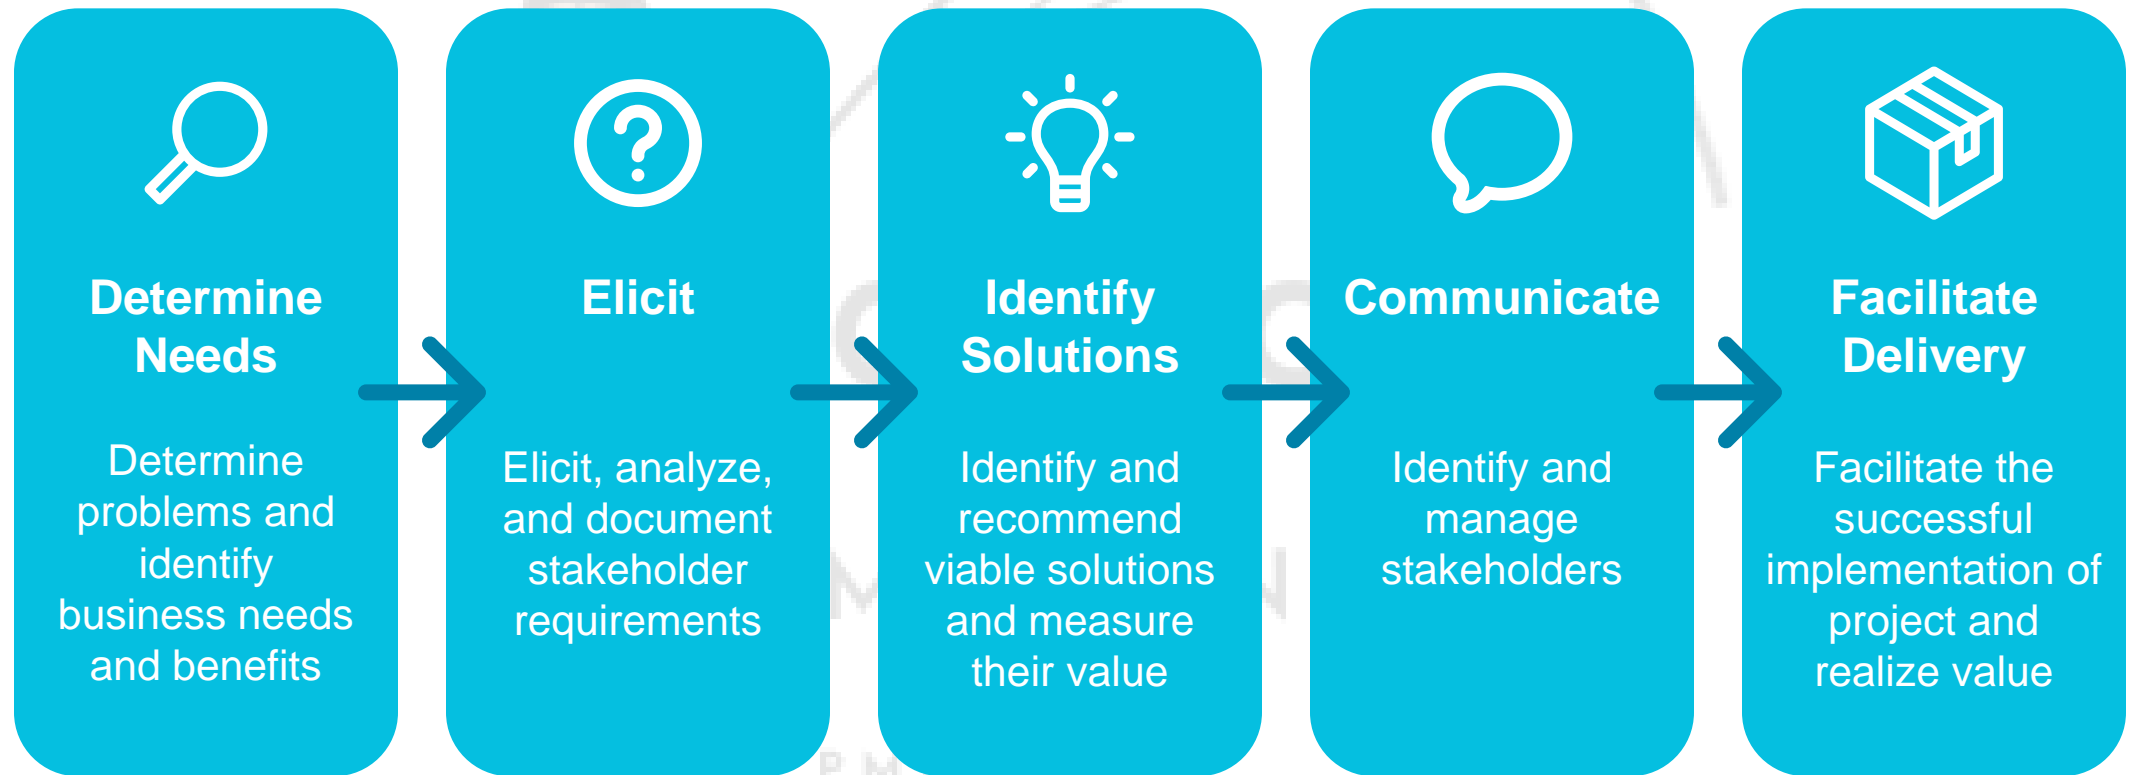 Determine
Needs
Determine
problems and
identify
business needs
and benefits
Elicit
Elicit, analyze,
and document
stakeholder
requirements
Identify
Solutions
Identify and
recommend
viable solutions
and measure
their value
Communicate
Identify and
manage
stakeholders
Facilitate
Delivery
Facilitate the
successful
implementation of
project and
realize value